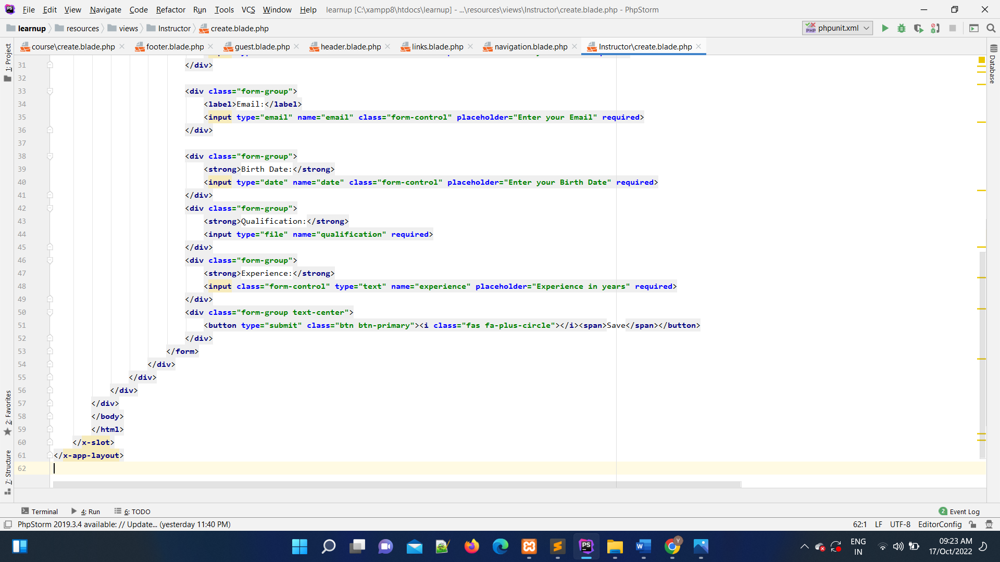 File Edit View Navigate Code Refactor Run Tools VCS Window Help learnup [C:\xampp8\htdocs\learnup] - ...\resources\views\Instructor\create.blade.php - PhpStorm
learnup resources views Instructor create.blade.php phpunit.xml
course\create.blade.php footer.blade.php guest.blade.php header.blade.php links.blade.php navigation.blade.php Instructor\create.blade.php
1: Project
Database
31 </div>
32
33 <div class="form-group">
34 <label>Email:</label>
35 <input type="email" name="email" class="form-control" placeholder="Enter your Email" required>
36 </div>
37
38 <div class="form-group">
39 <strong>Birth Date:</strong>
40 <input type="date" name="date" class="form-control" placeholder="Enter your Birth Date" required>
41 </div>
42 <div class="form-group">
43 <strong>Qualification:</strong>
44 <input type="file" name="qualification" required>
45 </div>
46 <div class="form-group">
47 <strong>Experience:</strong>
48 <input class="form-control" type="text" name="experience" placeholder="Experience in years" required>
49 </div>
50 <div class="form-group text-center">
51 <button type="submit" class="btn btn-primary"><i class="fas fa-plus-circle"></i><span>Save</span></button>
52 </div>
53 </form>
54 </div>
55 </div>
56 </div>
57 </div>
58 </body>
59 </html>
60 </x-slot>
61 </x-app-layout>
62
2: Favorites
7: Structure
Terminal 4: Run 6: TODO 2 Event Log
PhpStorm 2019.3.4 available: // Update... (yesterday 11:40 PM) 62:1 LF UTF-8 EditorConfig
ENG
IN
09:23 AM
17/Oct/2022